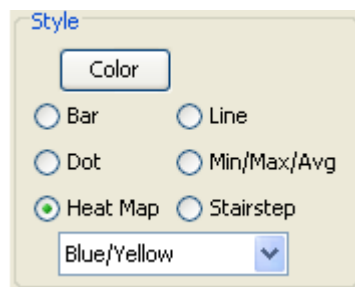 Style
Color
Bar Line
Dot Min/Max/Avg
Heat Map Stairstep
Blue/Yellow